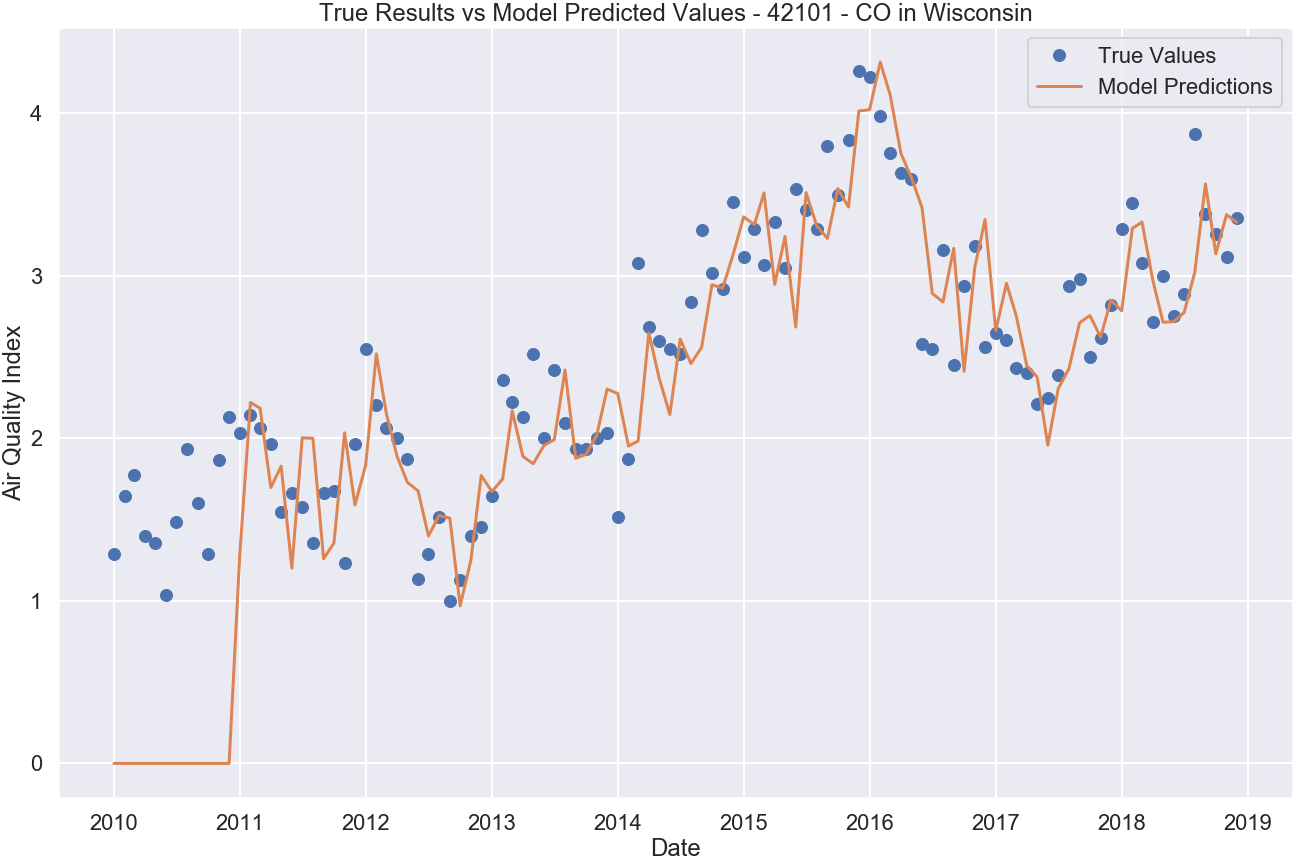 True Results vs Model Predicted Values - 42101 - CO in Wisconsin
True Values
Model Predictions
Air Quality Index
4
3
2
1
0
2010 2011 2012 2013 2014 2015 2016 2017 2018 2019
Date